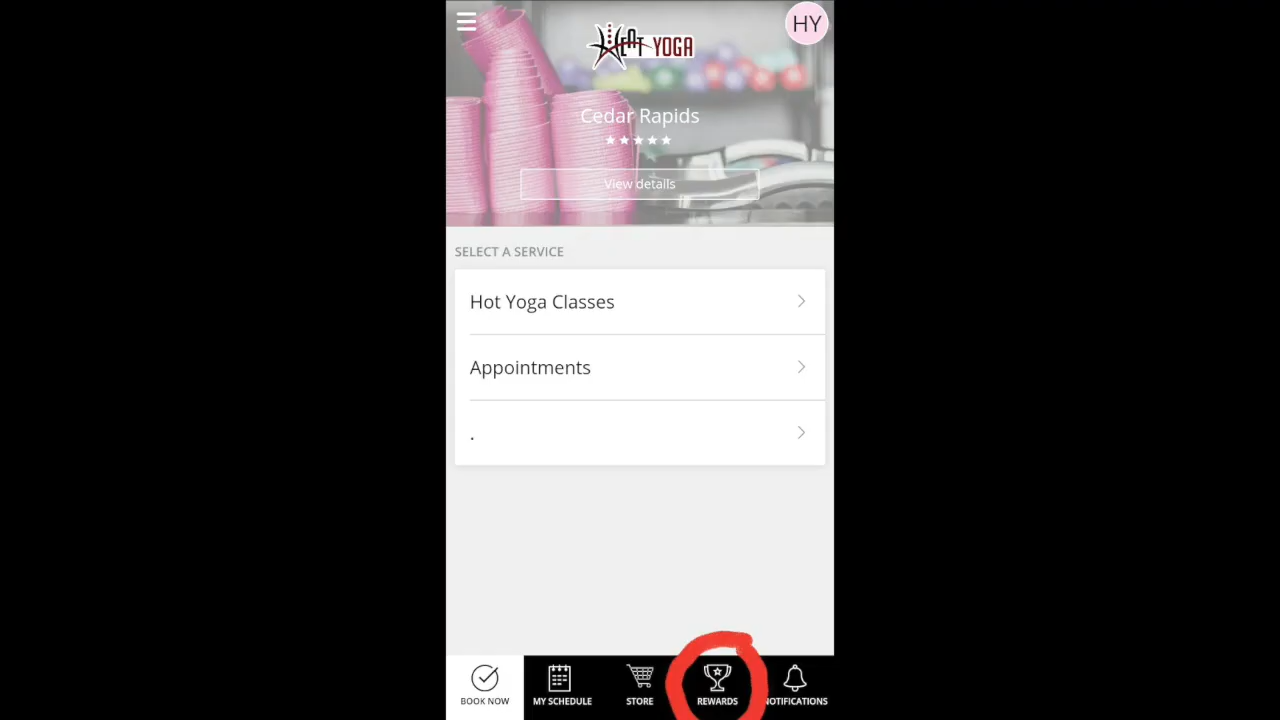 HY
HEAT YOGA
Cedar Rapids
View details
SELECT A SERVICE
Hot Yoga Classes
Appointments
.
BOOK NOW
MY SCHEDULE
STORE
REWARDS
NOTIFICATIONS